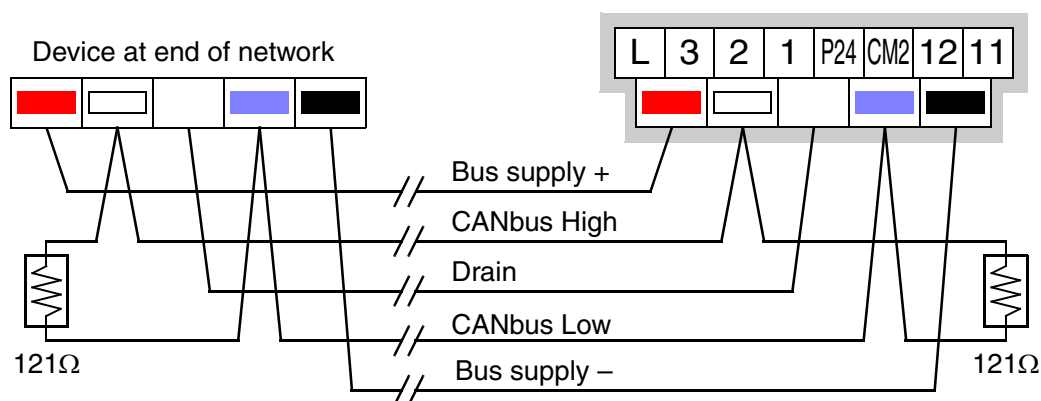 Device at end of network
L 3 2 1 P24 CM2 12 11
Bus supply +
CANbus High
Drain
CANbus Low
Bus supply –
121Ω
121Ω